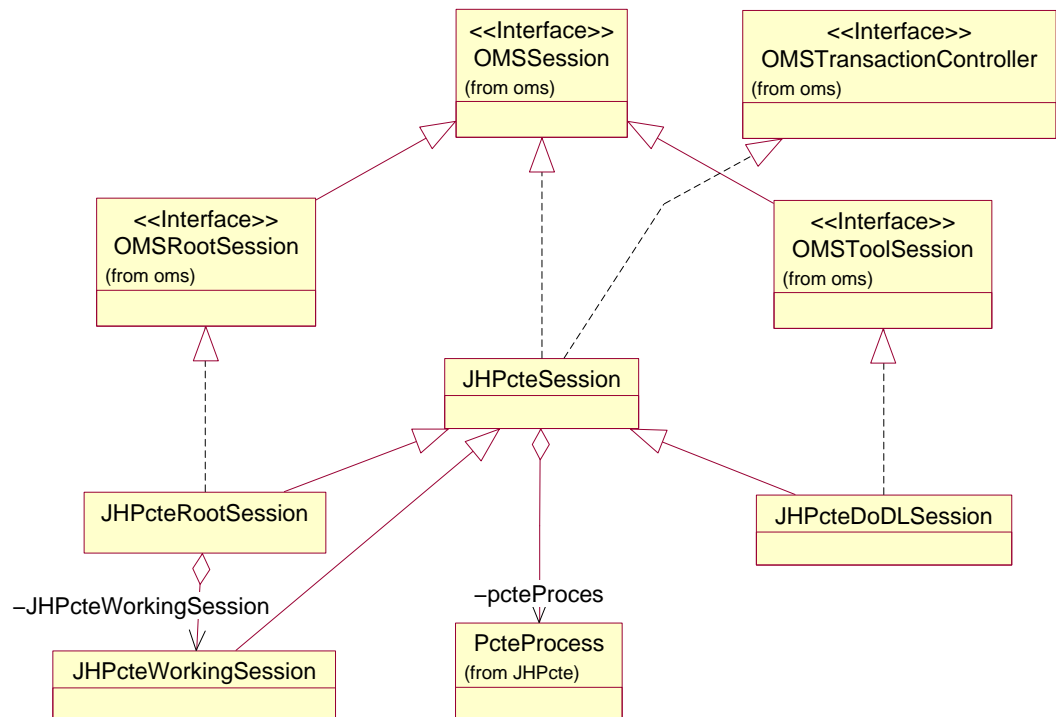 <<Interface>>
OMSSession
(from oms)
<<Interface>>
OMSTransactionController
(from oms)
<<Interface>>
OMSRootSession
(from oms)
<<Interface>>
OMSToolSession
(from oms)
JHPcteSession
JHPcteRootSession
JHPcteDoDLSession
−JHPcteWorkingSession
−pcteProces
JHPcteWorkingSession
PcteProcess
(from JHPcte)